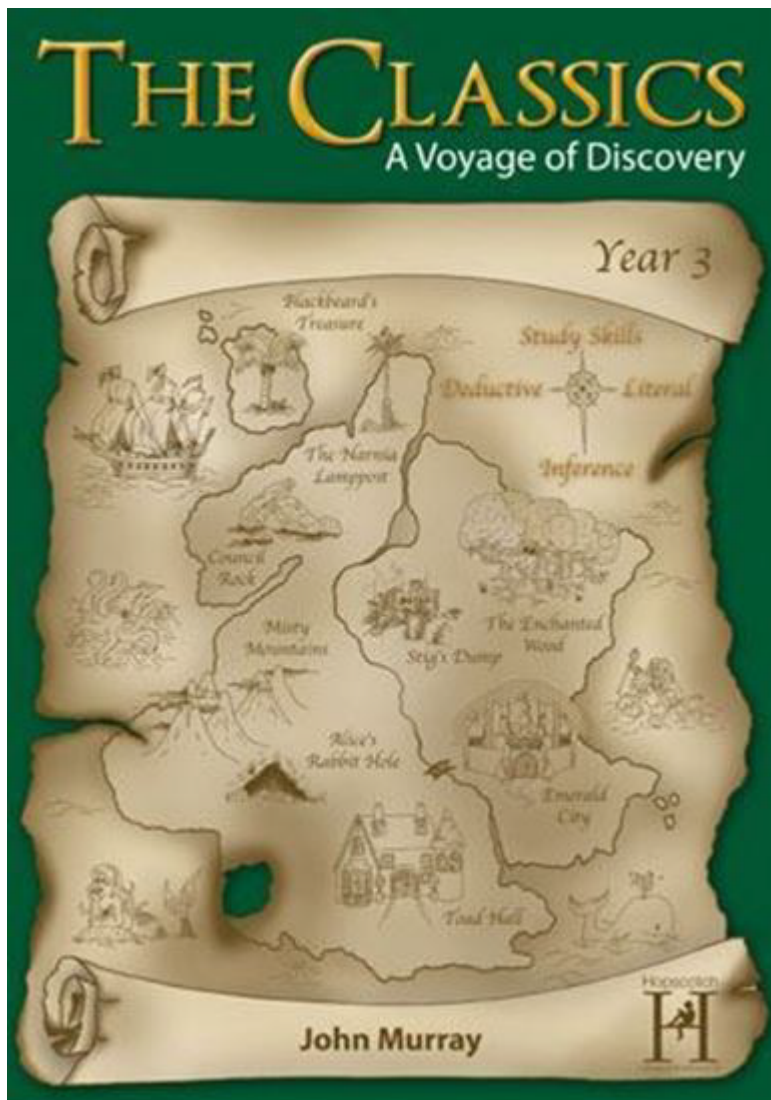 THE CLASSICS
A Voyage of Discovery
Year 3
Blackbeard's
Treasure
Study Skills
Deductive
Literal
Inference
The Narnia
Lamppost
Council
Rock
The Enchanted
Wood
Misty
Mountains
Stig's Dump
Alice's
Rabbit Hole
Emerald
City
Toad Hall
Hopscotch
H
John Murray